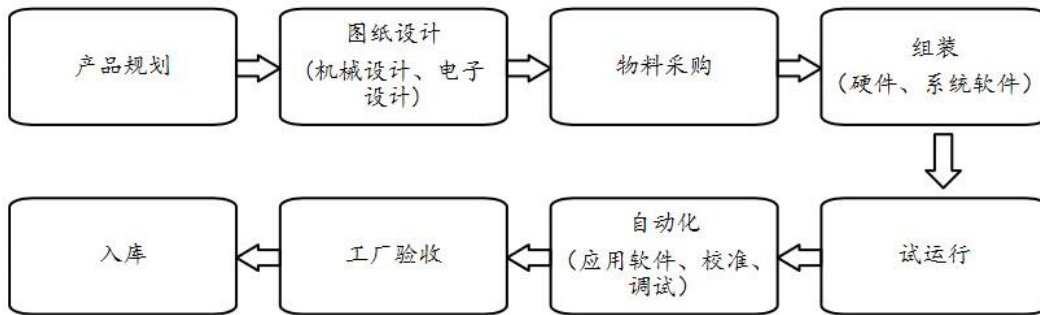 产品规划
图纸设计
(机械设计、电子
设计)
物料采购
组装
(硬件、系统软件)
试运行
自动化
(应用软件、校准、
调试)
工厂验收
入库